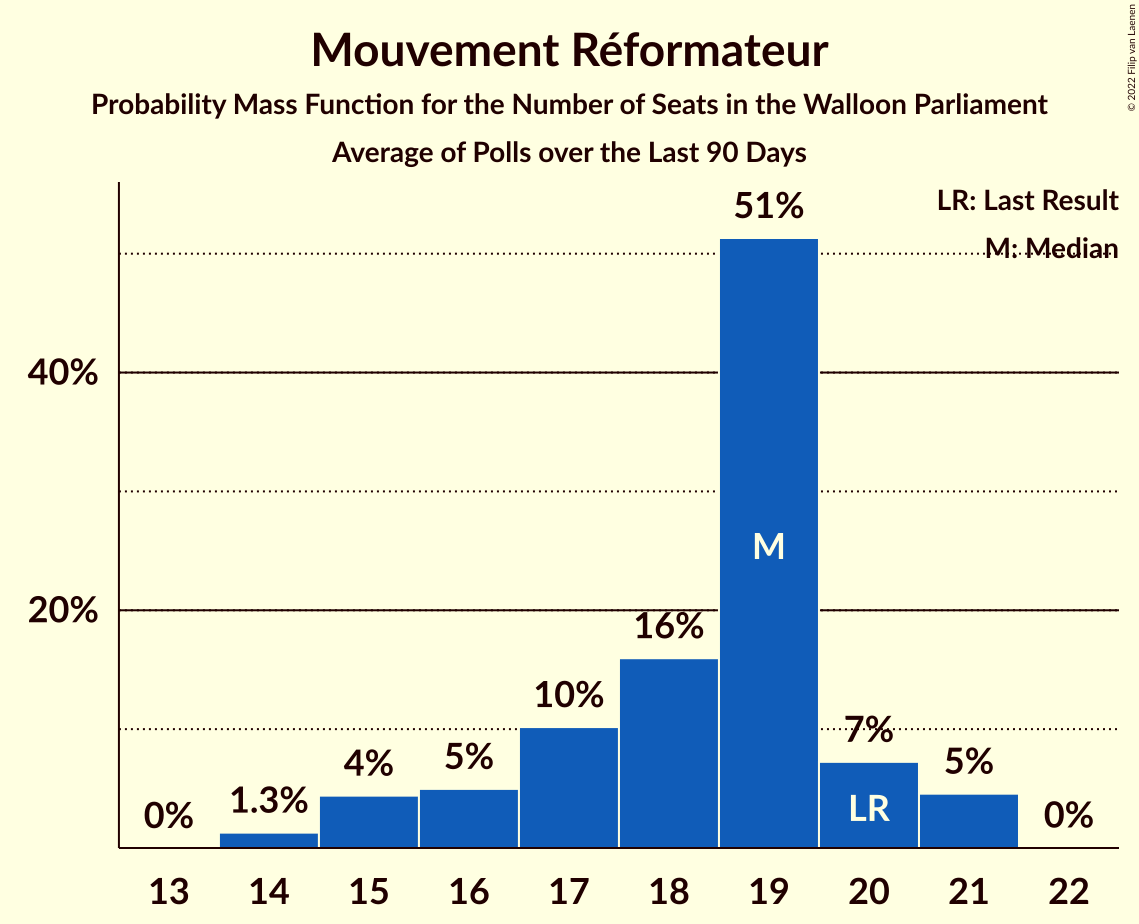 Mouvement Réformateur
Probability Mass Function for the Number of Seats in the Walloon Parliament
Average of Polls over the Last 90 Days
© 2022 Filip van Laenen
LR: Last Result
M: Median
51%
40%
M
20%
16%
10%
7%
5%
4%
5%
1.3%
0%
LR
0%
13 14 15 16 17 18 19 20 21 22